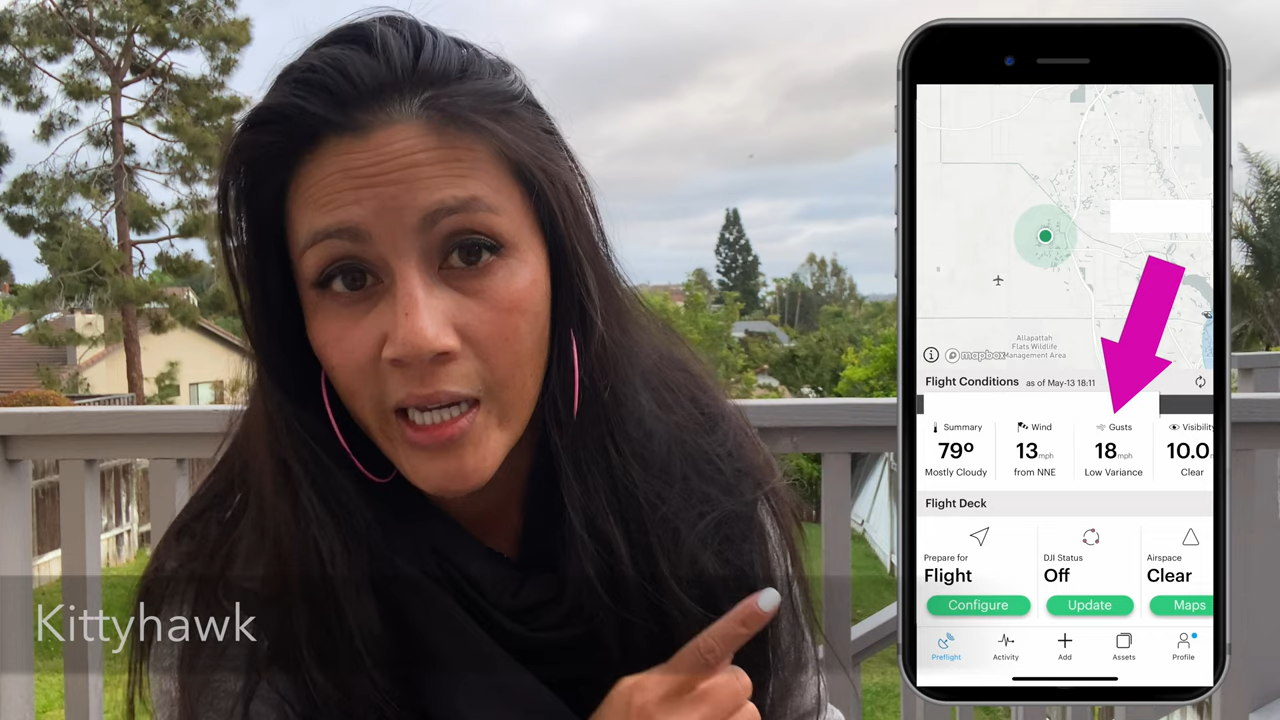 Kittyhawk
mapbox
Allapattah
Flats Wildlife
Management Area
Flight Conditions as of May-13 18:11
Summary Wind Gusts Visibility
79º 13 mph 18 mph 10.0
Mostly Cloudy from NNE Low Variance Clear
Flight Deck
Prepare for DJI Status Airspace
Flight Off Clear
Configure Update Maps
Preflight Activity Add Assets Profile